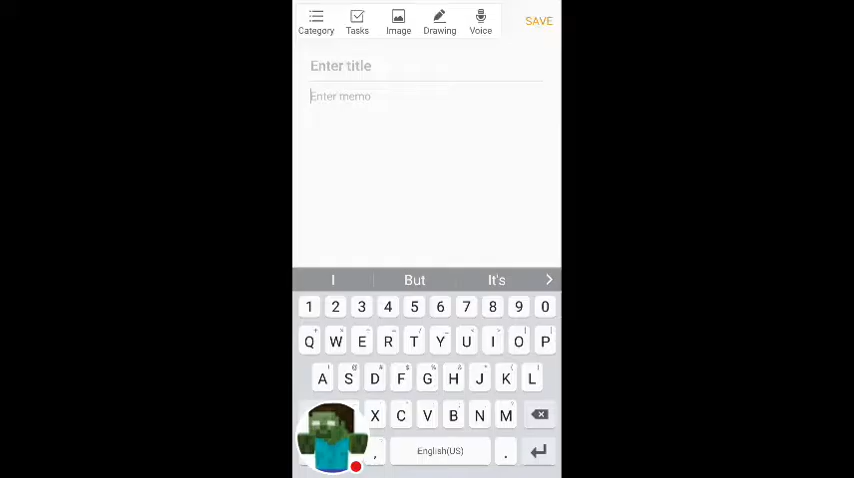 Category Tasks Image Drawing Voice SAVE
Enter title
Enter memo
I But It's >
1 2 3 4 5 6 7 8 9 0
Q W E R T Y U I O P
A S D F G H J K L
X C V B N M
, English(US) .